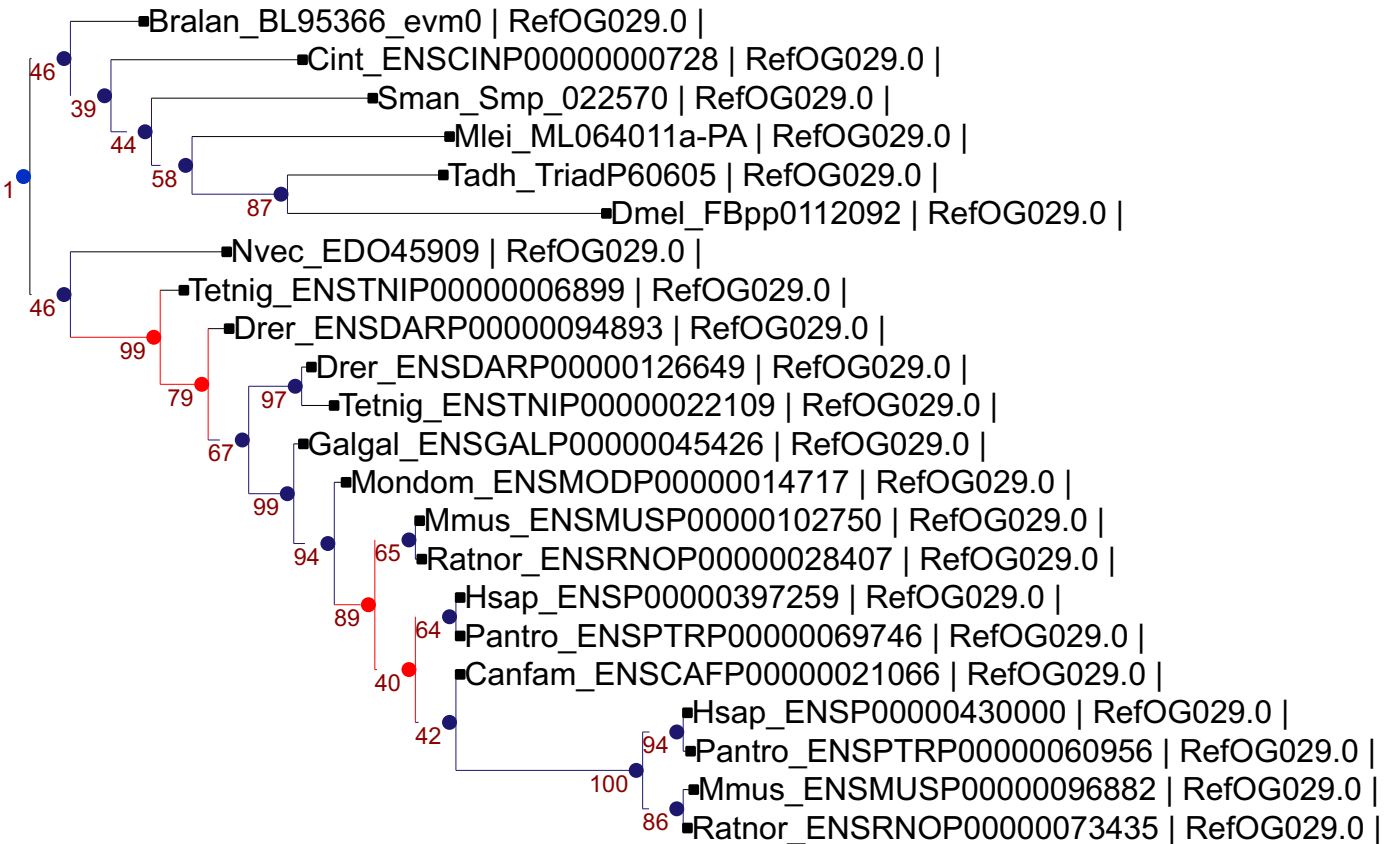 Bralan_BL95366_evm0 | RefOG029.0 |
46
Cint_ENSCINP00000000728 | RefOG029.0 |
39
Sman_Smp_022570 | RefOG029.0 |
44
Mlei_ML064011a-PA | RefOG029.0 |
58
Tadh_TriadP60605 | RefOG029.0 |
1
87
Dmel_FBpp0112092 | RefOG029.0 |
Nvec_EDO45909 | RefOG029.0 |
Tetnig_ENSTNIP00000006899 | RefOG029.0 |
46
Drer_ENSDARP00000094893 | RefOG029.0 |
99
Drer_ENSDARP00000126649 | RefOG029.0 |
79
97
Tetnig_ENSTNIP00000022109 | RefOG029.0 |
Galgal_ENSGALP00000045426 | RefOG029.0 |
67
Mondom_ENSMODP00000014717 | RefOG029.0 |
99
Mmus_ENSMUSP00000102750 | RefOG029.0 |
94
65
Ratnor_ENSRNOP00000028407 | RefOG029.0 |
Hsap_ENSP00000397259 | RefOG029.0 |
89
64
Pantro_ENSPTRP00000069746 | RefOG029.0 |
Canfam_ENSCAFP00000021066 | RefOG029.0 |
40
Hsap_ENSP00000430000 | RefOG029.0 |
42
94
Pantro_ENSPTRP00000060956 | RefOG029.0 |
100
Mmus_ENSMUSP00000096882 | RefOG029.0 |
86
Ratnor_ENSRNOP00000073435 | RefOG029.0 |